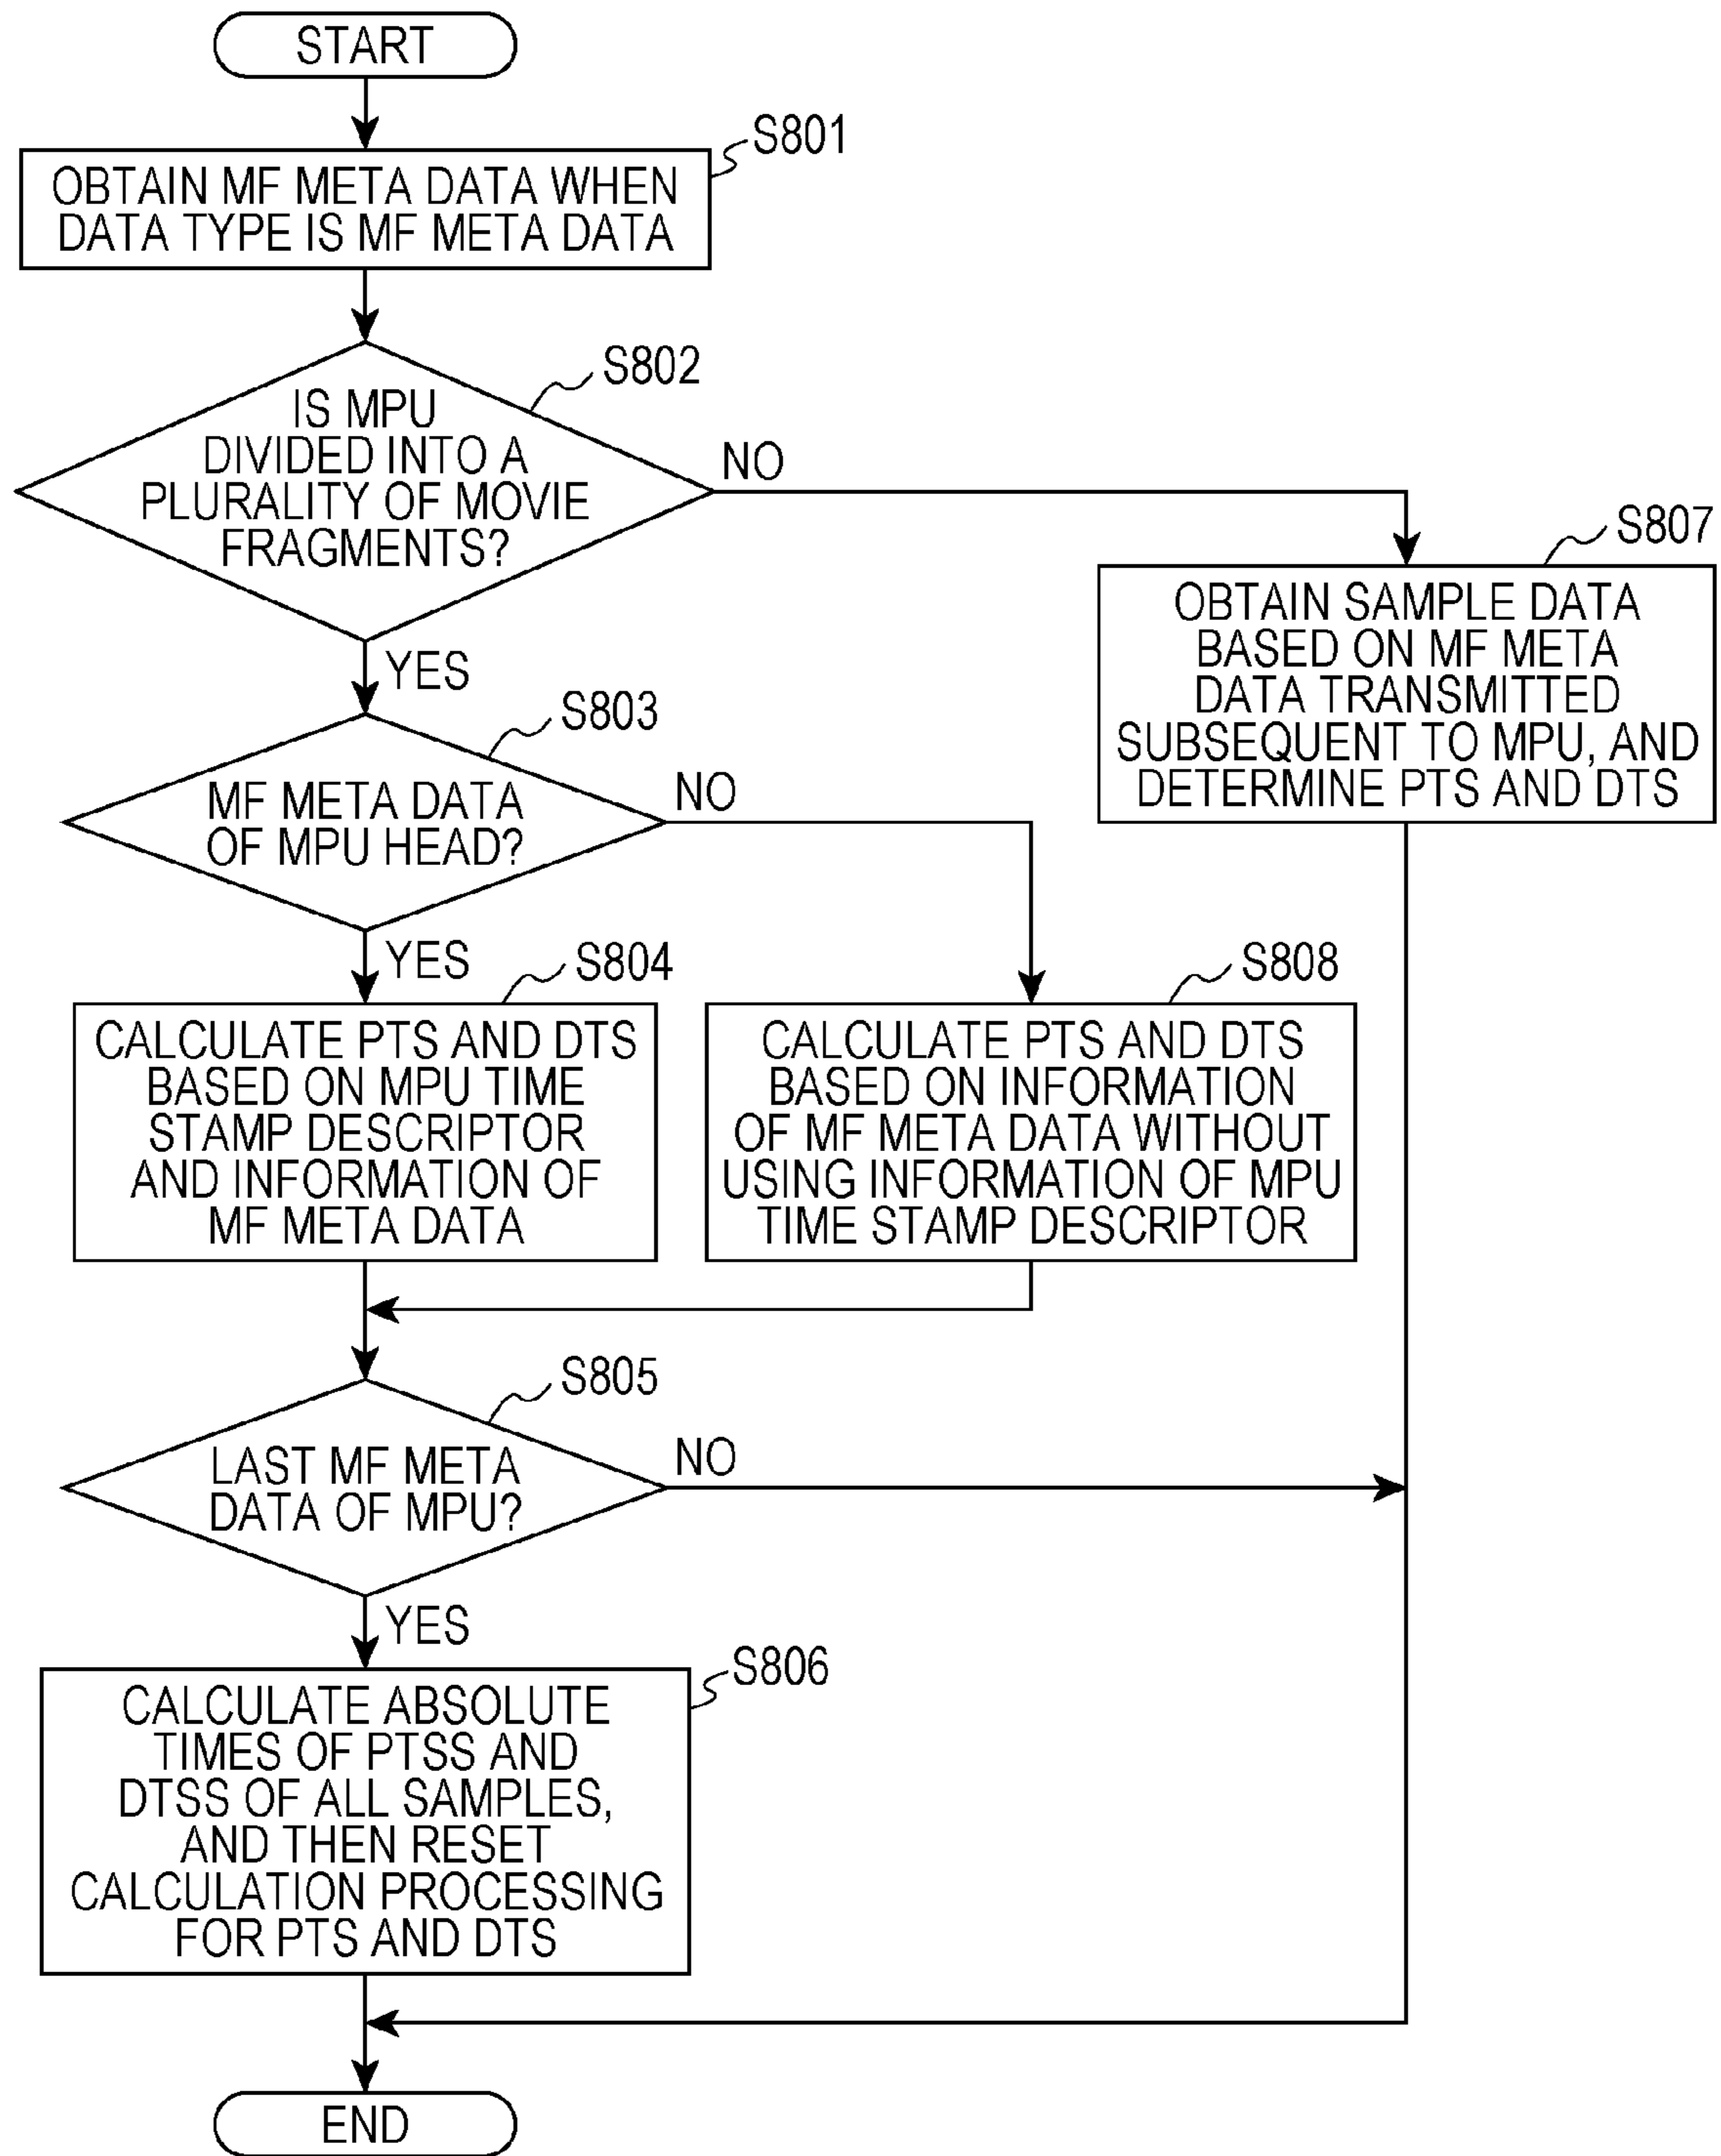 START
S801
OBTAIN MF META DATA WHEN
DATA TYPE IS MF META DATA
S802
IS MPU
DIVIDED INTO A
PLURALITY OF MOVIE
FRAGMENTS?
NO
YES
S807
OBTAIN SAMPLE DATA
BASED ON MF META
DATA TRANSMITTED
SUBSEQUENT TO MPU, AND
DETERMINE PTS AND DTS
S803
MF META DATA
OF MPU HEAD?
NO
YES
S804
CALCULATE PTS AND DTS
BASED ON MPU TIME
STAMP DESCRIPTOR
AND INFORMATION OF
MF META DATA
S808
CALCULATE PTS AND DTS
BASED ON INFORMATION
OF MF META DATA WITHOUT
USING INFORMATION OF MPU
TIME STAMP DESCRIPTOR
S805
LAST MF META
DATA OF MPU?
NO
YES
S806
CALCULATE ABSOLUTE
TIMES OF PTSS AND
DTSS OF ALL SAMPLES,
AND THEN RESET
CALCULATION PROCESSING
FOR PTS AND DTS
END